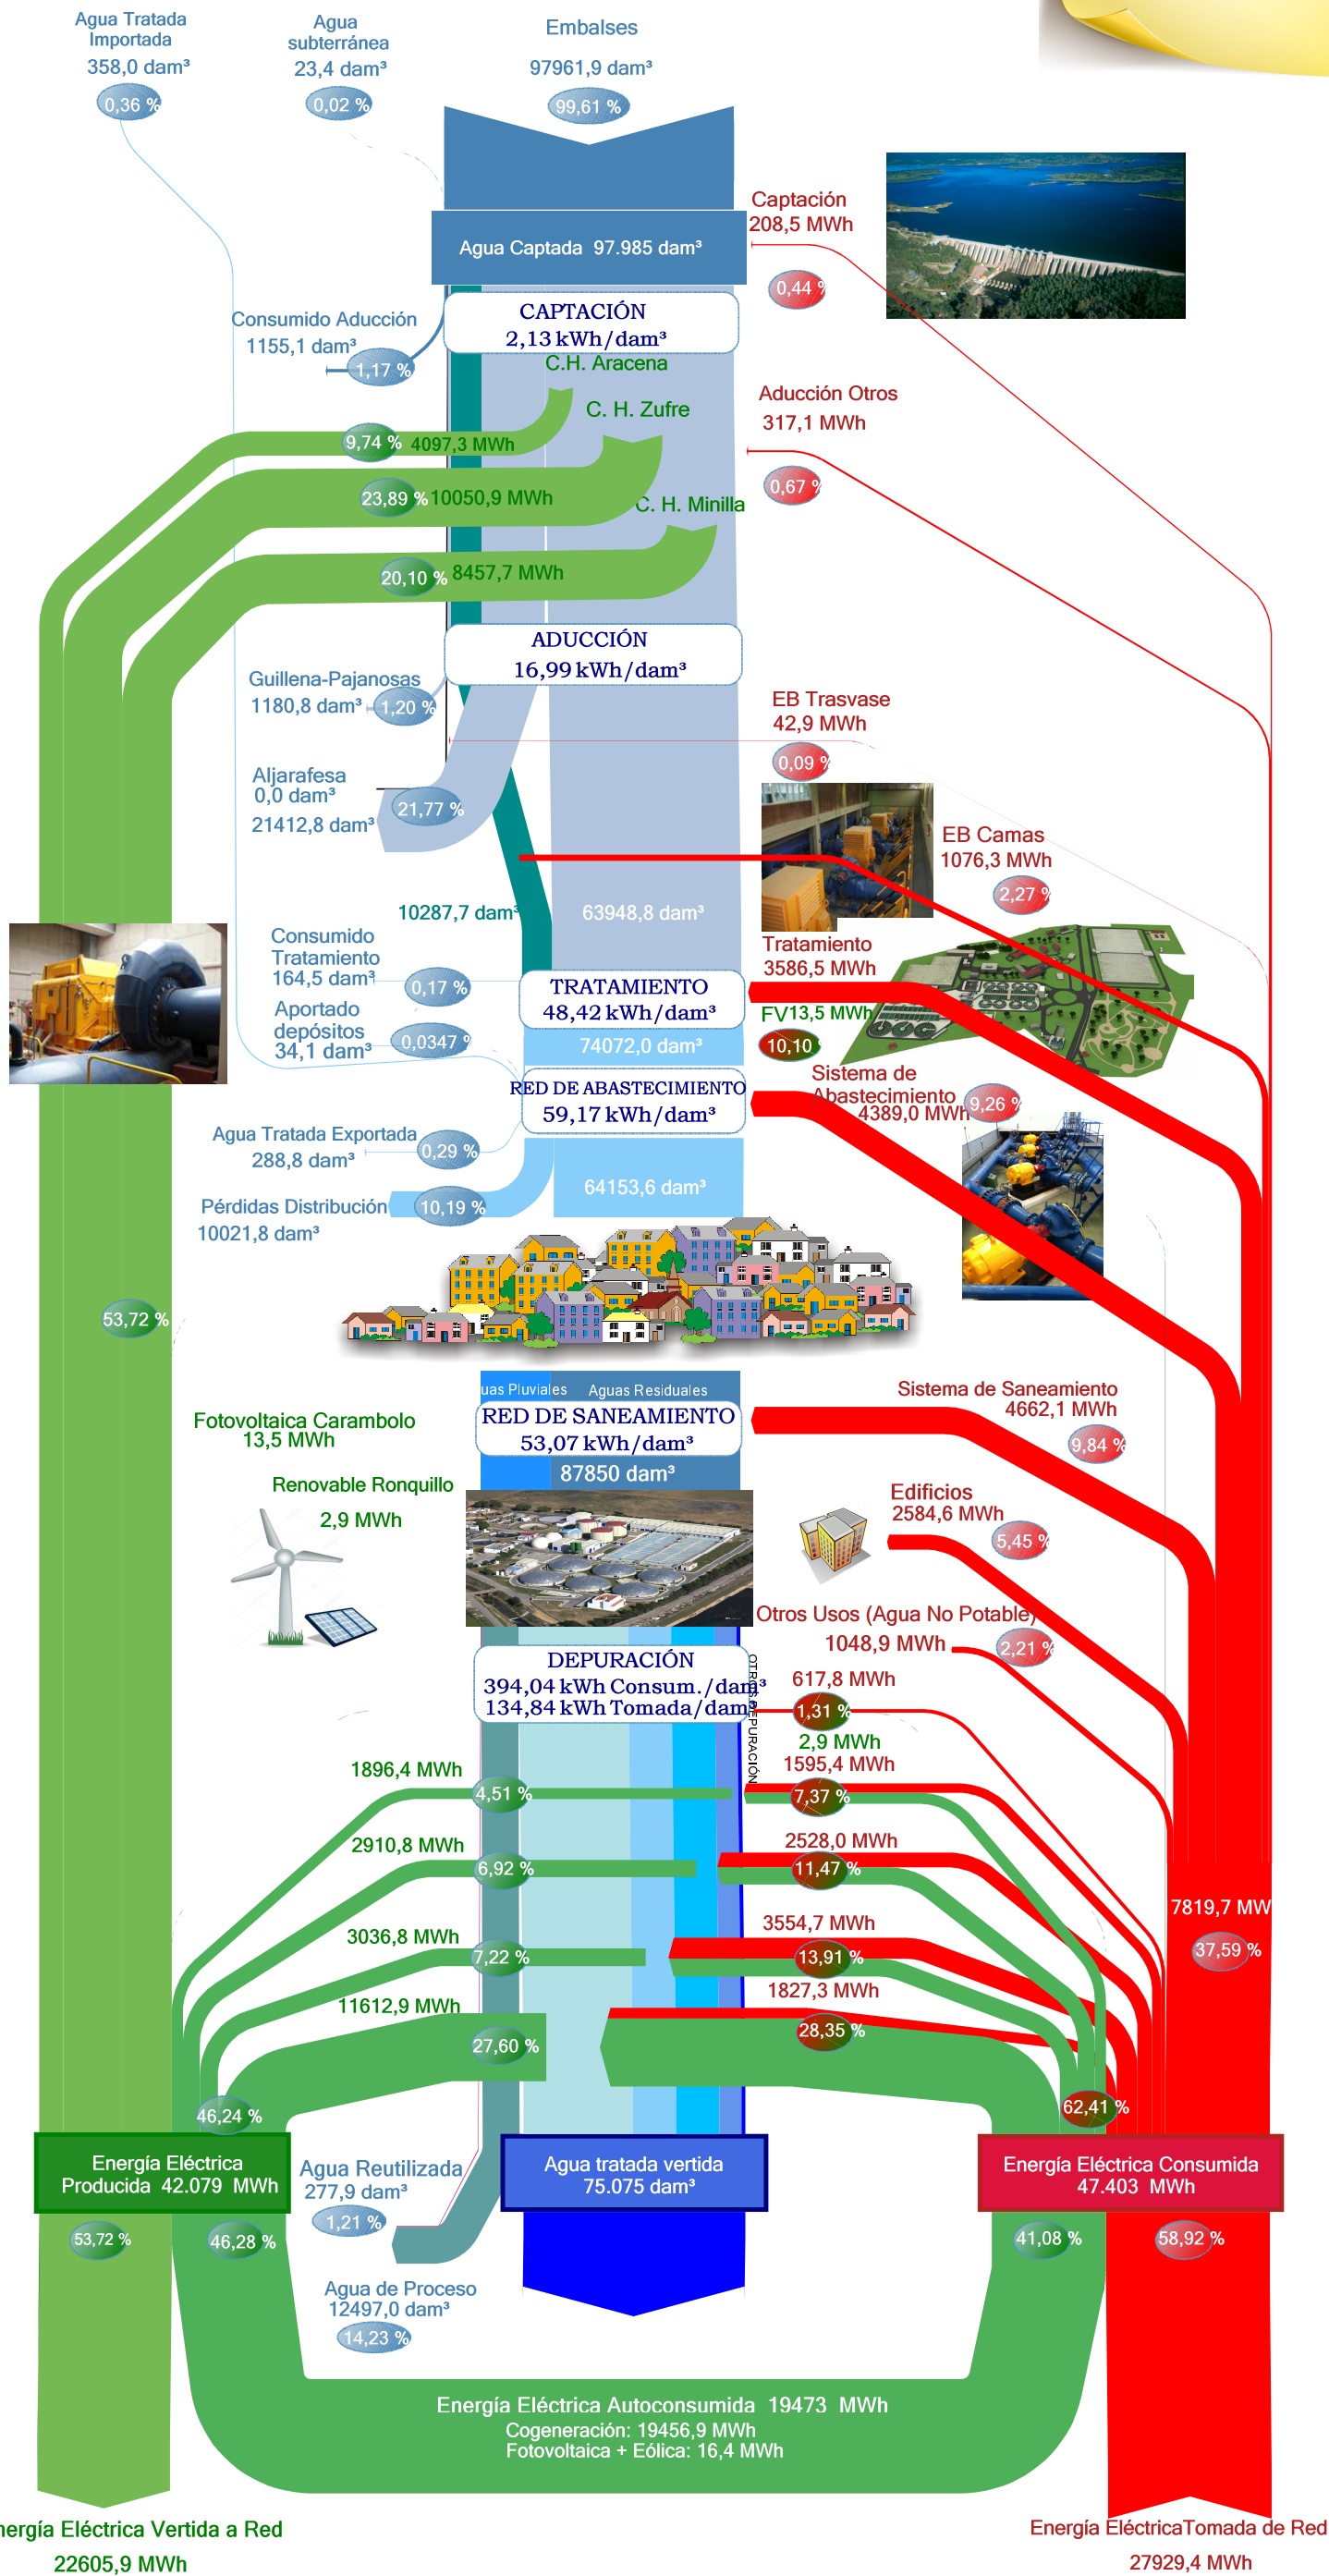 Agua Tratada
Importada
358,0 dam³
0,36 %
Agua
subterránea
23,4 dam³
0,02 %
Embalses
97961,9 dam³
99,61 %
Agua Captada 97.985 dam³
Captación
208,5 MWh
0,44 %
CAPTACIÓN
2,13 kWh/dam³
Consumido Aducción
1155,1 dam³
1,17 %
C.H. Aracena
9,74 % 4097,3 MWh
C. H. Zufre
23,89 % 10050,9 MWh
C. H. Minilla
20,10 % 8457,7 MWh
Aducción Otros
317,1 MWh
0,67 %
ADUCCIÓN
16,99 kWh/dam³
Guillena-Pajanosas
1180,8 dam³
1,20 %
EB Trasvase
42,9 MWh
0,09 %
Aljarafesa
0,0 dam³
21412,8 dam³
21,77 %
EB Camas
1076,3 MWh
2,27 %
10287,7 dam³
63948,8 dam³
Consumido
Tratamiento
164,5 dam³
0,17 %
Tratamiento
3586,5 MWh
FV13,5 MWh
10,10
TRATAMIENTO
48,42 kWh/dam³
Aportado
depósitos
34,1 dam³
0,0347 %
74072,0 dam³
Sistema de
Abastecimiento
4389,0 MWh
9,26 %
RED DE ABASTECIMIENTO
59,17 kWh/dam³
Agua Tratada Exportada
288,8 dam³
0,29 %
Pérdidas Distribución
10021,8 dam³
10,19 %
64153,6 dam³
53,72 %
uas Pluviales Aguas Residuales
RED DE SANEAMIENTO
53,07 kWh/dam³
87850 dam³
Sistema de Saneamiento
4662,1 MWh
9,84 %
Fotovoltaica Carambolo
13,5 MWh
Renovable Ronquillo
2,9 MWh
Edificios
2584,6 MWh
5,45 %
Otros Usos (Agua No Potable)
1048,9 MWh
2,21 %
DEPURACIÓN
394,04 kWh Consum./dam³
134,84 kWh Tomada/dam³
OTROS DEPURACIÓN
617,8 MWh
1,31 %
2,9 MWh
1896,4 MWh
4,51 %
1595,4 MWh
7,37 %
2910,8 MWh
6,92 %
2528,0 MWh
11,47 %
3036,8 MWh
7,22 %
3554,7 MWh
13,91 %
11612,9 MWh
27,60 %
1827,3 MWh
28,35 %
7819,7 MW
37,59 %
46,24 %
62,41 %
Energía Eléctrica
Producida 42.079 MWh
Agua Reutilizada
277,9 dam³
1,21 %
Agua tratada vertida
75.075 dam³
Energía Eléctrica Consumida
47.403 MWh
53,72 %
46,28 %
41,08 %
58,92 %
Agua de Proceso
12497,0 dam³
14,23 %
Energía Eléctrica Autoconsumida 19473 MWh
Cogeneración: 19456,9 MWh
Fotovoltaica + Eólica: 16,4 MWh
nergía Eléctrica Vertida a Red
22605,9 MWh
Energía EléctricaTomada de Red
27929,4 MWh